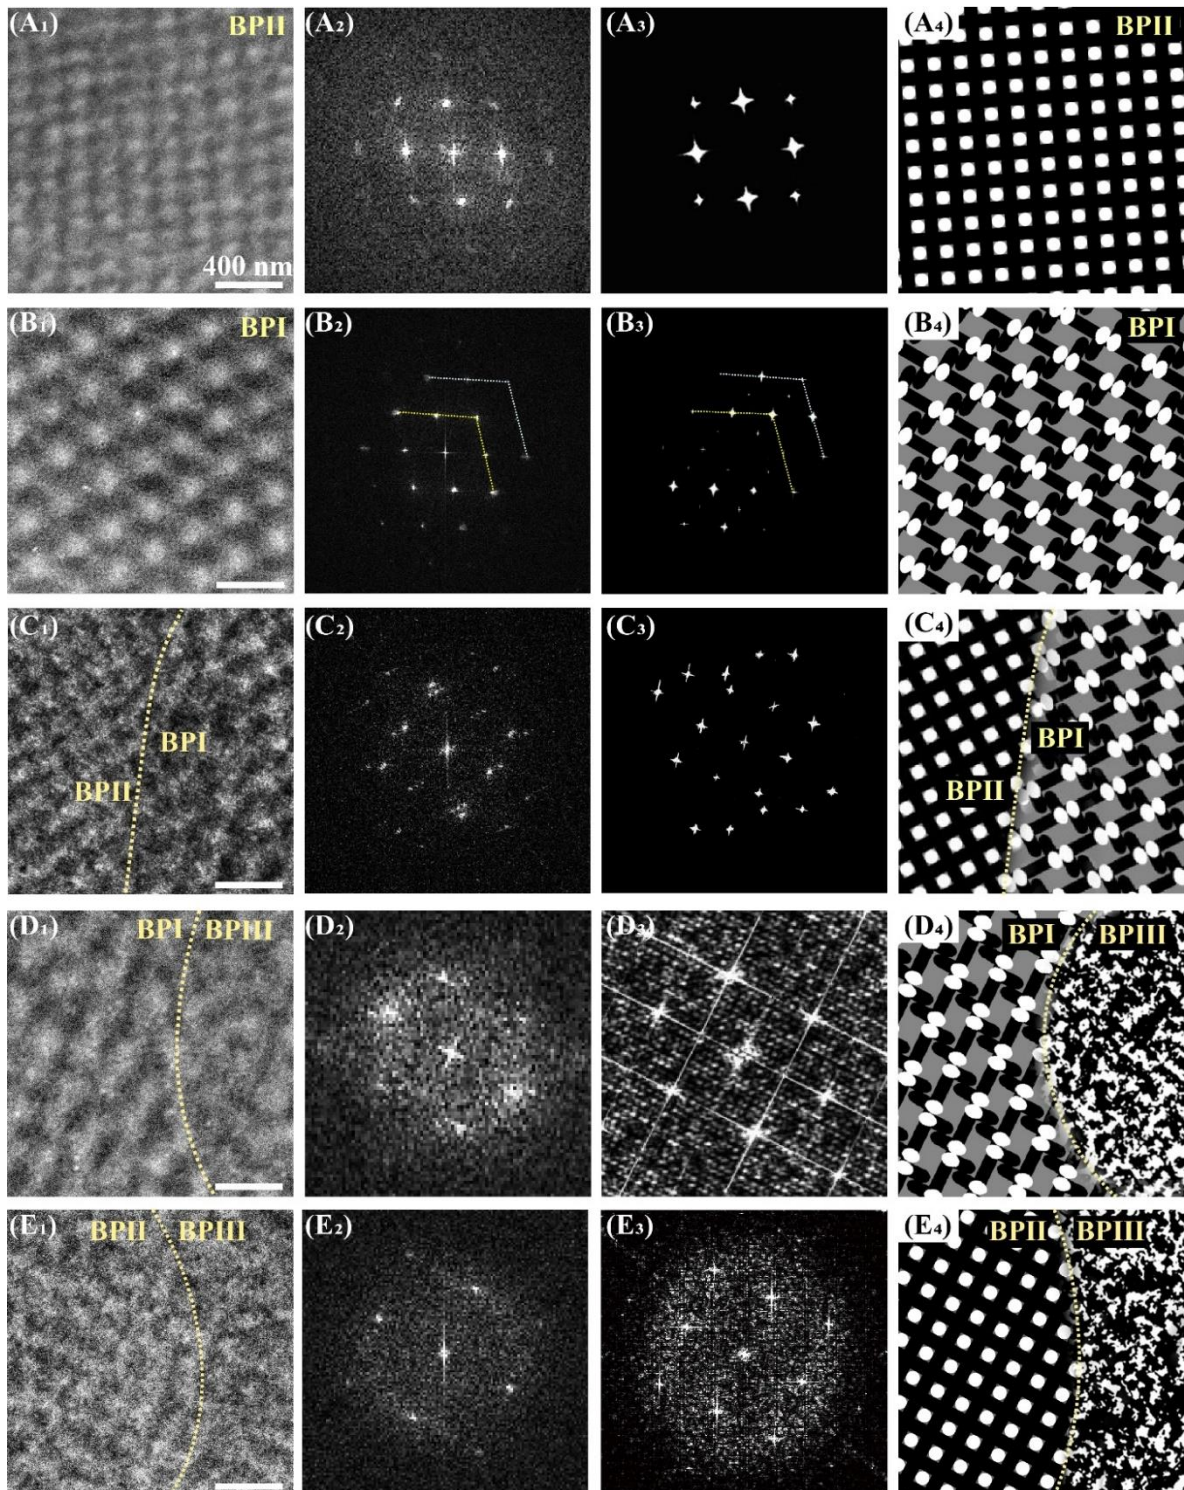 (A₁) BPII (A₂) (A₃) (A₄) BPII
400 nm
(B₁) BPI (B₂) (B₃) (B₄) BPI
(C₁) (C₂) (C₃) (C₄)
BPI BPI
BPII BPII
(D₁) BPI BPIII (D₂) (D₃) (D₄) BPI BPIII
(E₁) BPII BPIII (E₂) (E₃) (E₄) BPII BPIII